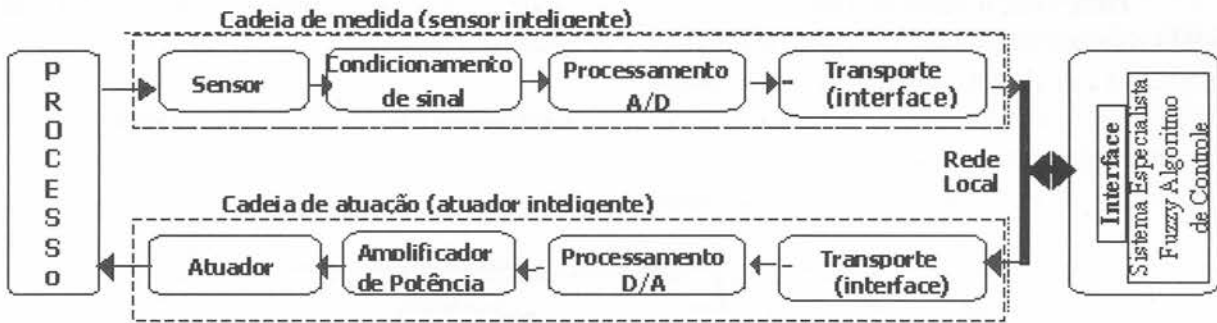 Cadeia de medida (sensor inteligente)
PROCESSO
Sensor
Condicionamento
de sinal
Processamento
A/D
Transporte
(interface)
Rede
Local
Interface
Sistema Especialista
Fuzzy Algoritmo
de Controle
Cadeia de atuação (atuador inteligente)
Atuador
Amplificador
de Potência
Processamento
D/A
Transporte
(interface)